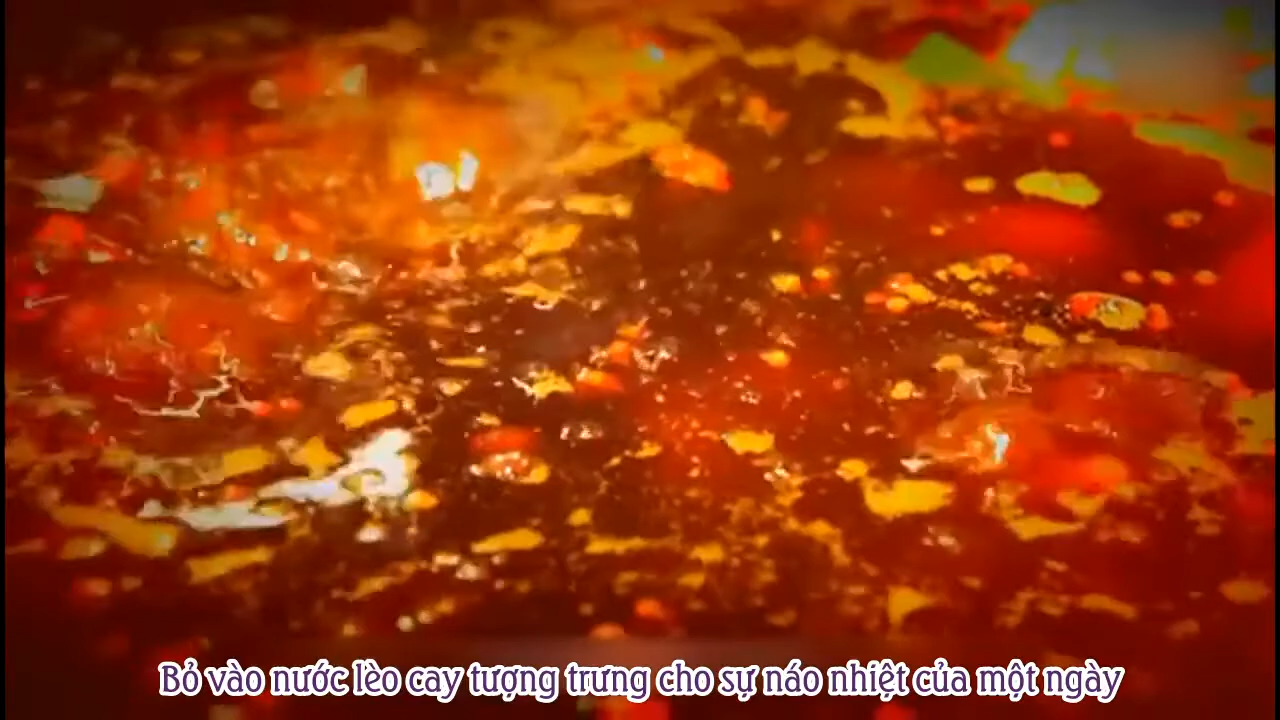 Bỏ vào nước lèo cay tượng trưng cho sự náo nhiệt của một ngày